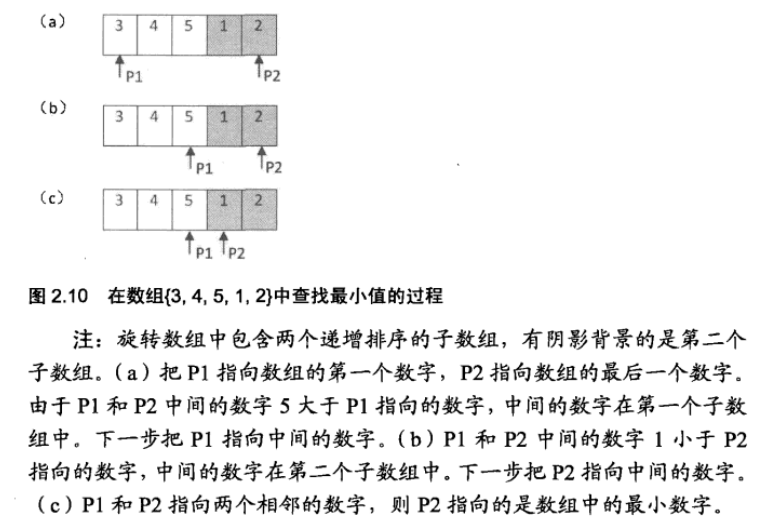 (a)
3 4 5 1 2
P1 P2
(b)
3 4 5 1 2
P1 P2
(c)
3 4 5 1 2
P1 P2
图 2.10 在数组{3, 4, 5, 1, 2}中查找最小值的过程
注：旋转数组中包含两个递增排序的子数组，有阴影背景的是第二个
子数组。（a）把 P1 指向数组的第一个数字，P2 指向数组的最后一个数字。
由于 P1 和 P2 中间的数字 5 大于 P1 指向的数字，中间的数字在第一个子数
组中。下一步把 P1 指向中间的数字。（b）P1 和 P2 中间的数字 1 小于 P2
指向的数字，中间的数字在第二个子数组中。下一步把 P2 指向中间的数字。
（c）P1 和 P2 指向两个相邻的数字，则 P2 指向的是数组中的最小数字。